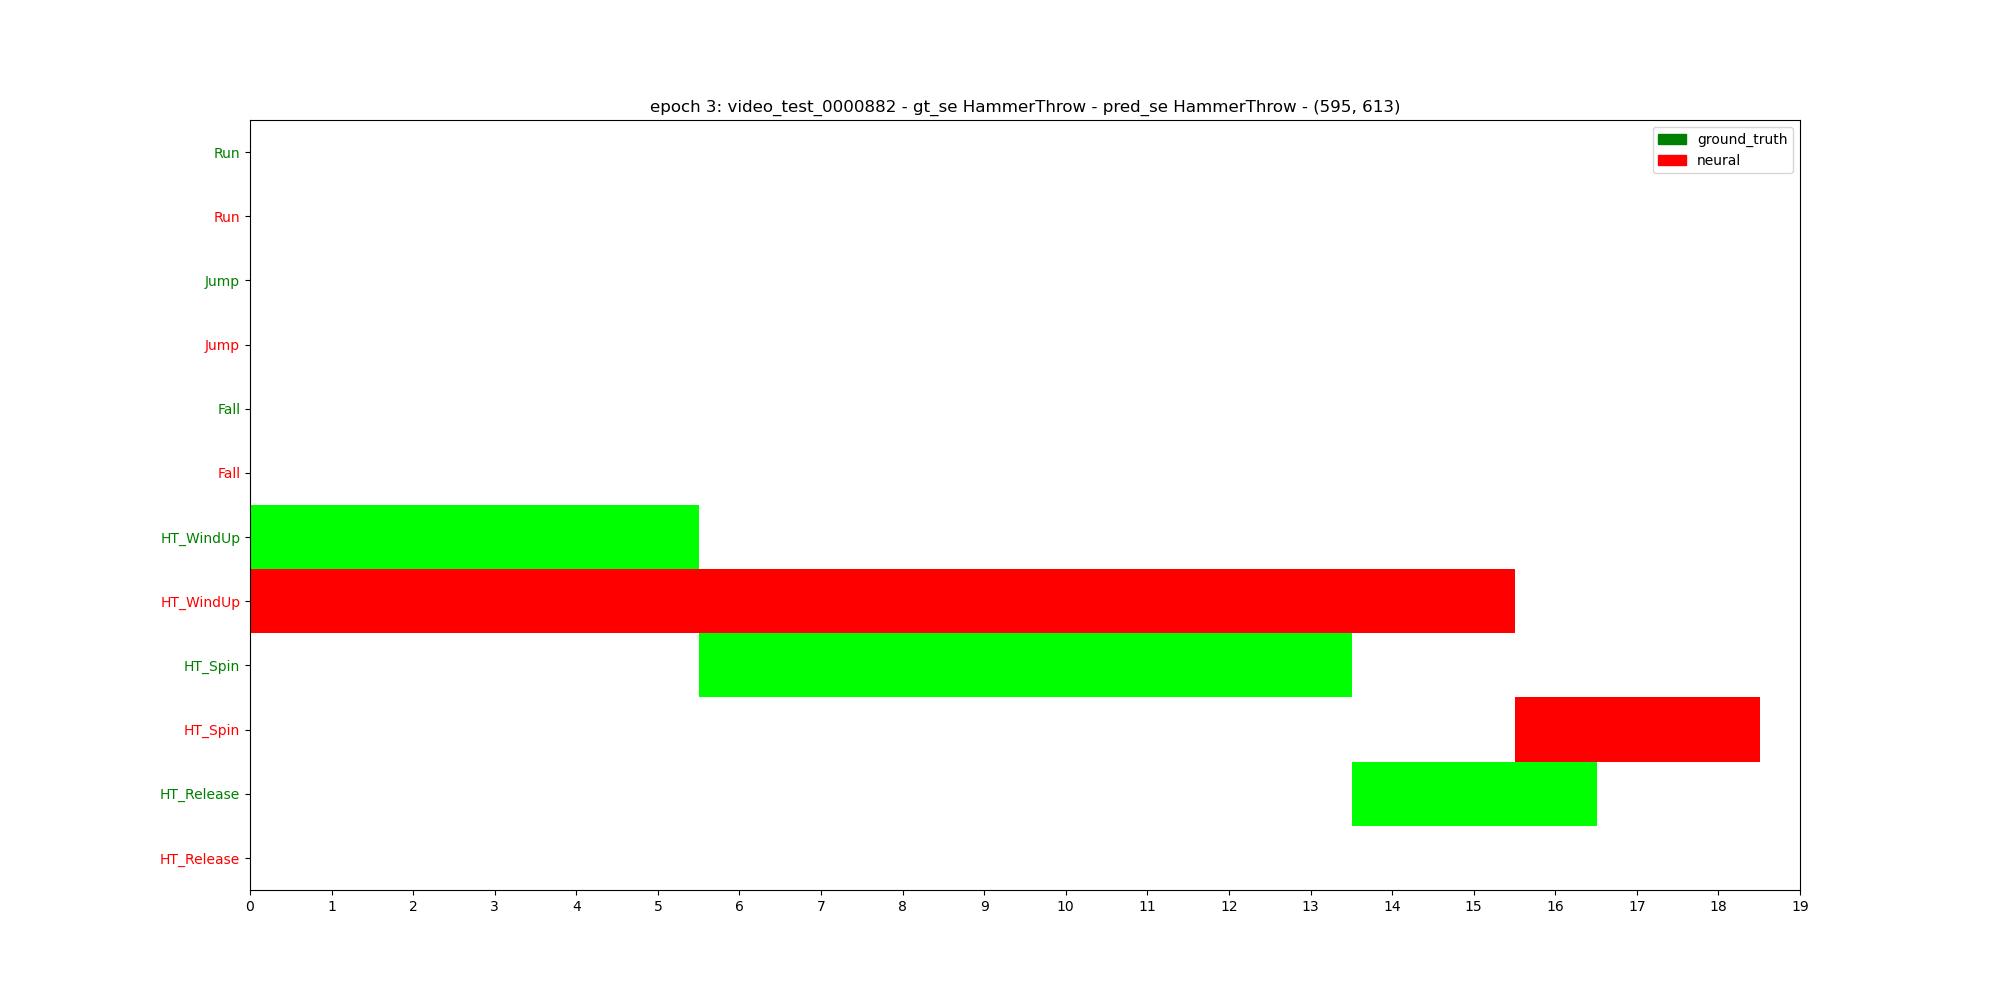 epoch 3: video_test_0000882 - gt_se HammerThrow - pred_se HammerThrow - (595, 613)
ground_truth
neural
Run
Run
Jump
Jump
Fall
Fall
HT_WindUp
HT_WindUp
HT_Spin
HT_Spin
HT_Release
HT_Release
0 1 2 3 4 5 6 7 8 9 10 11 12 13 14 15 16 17 18 19